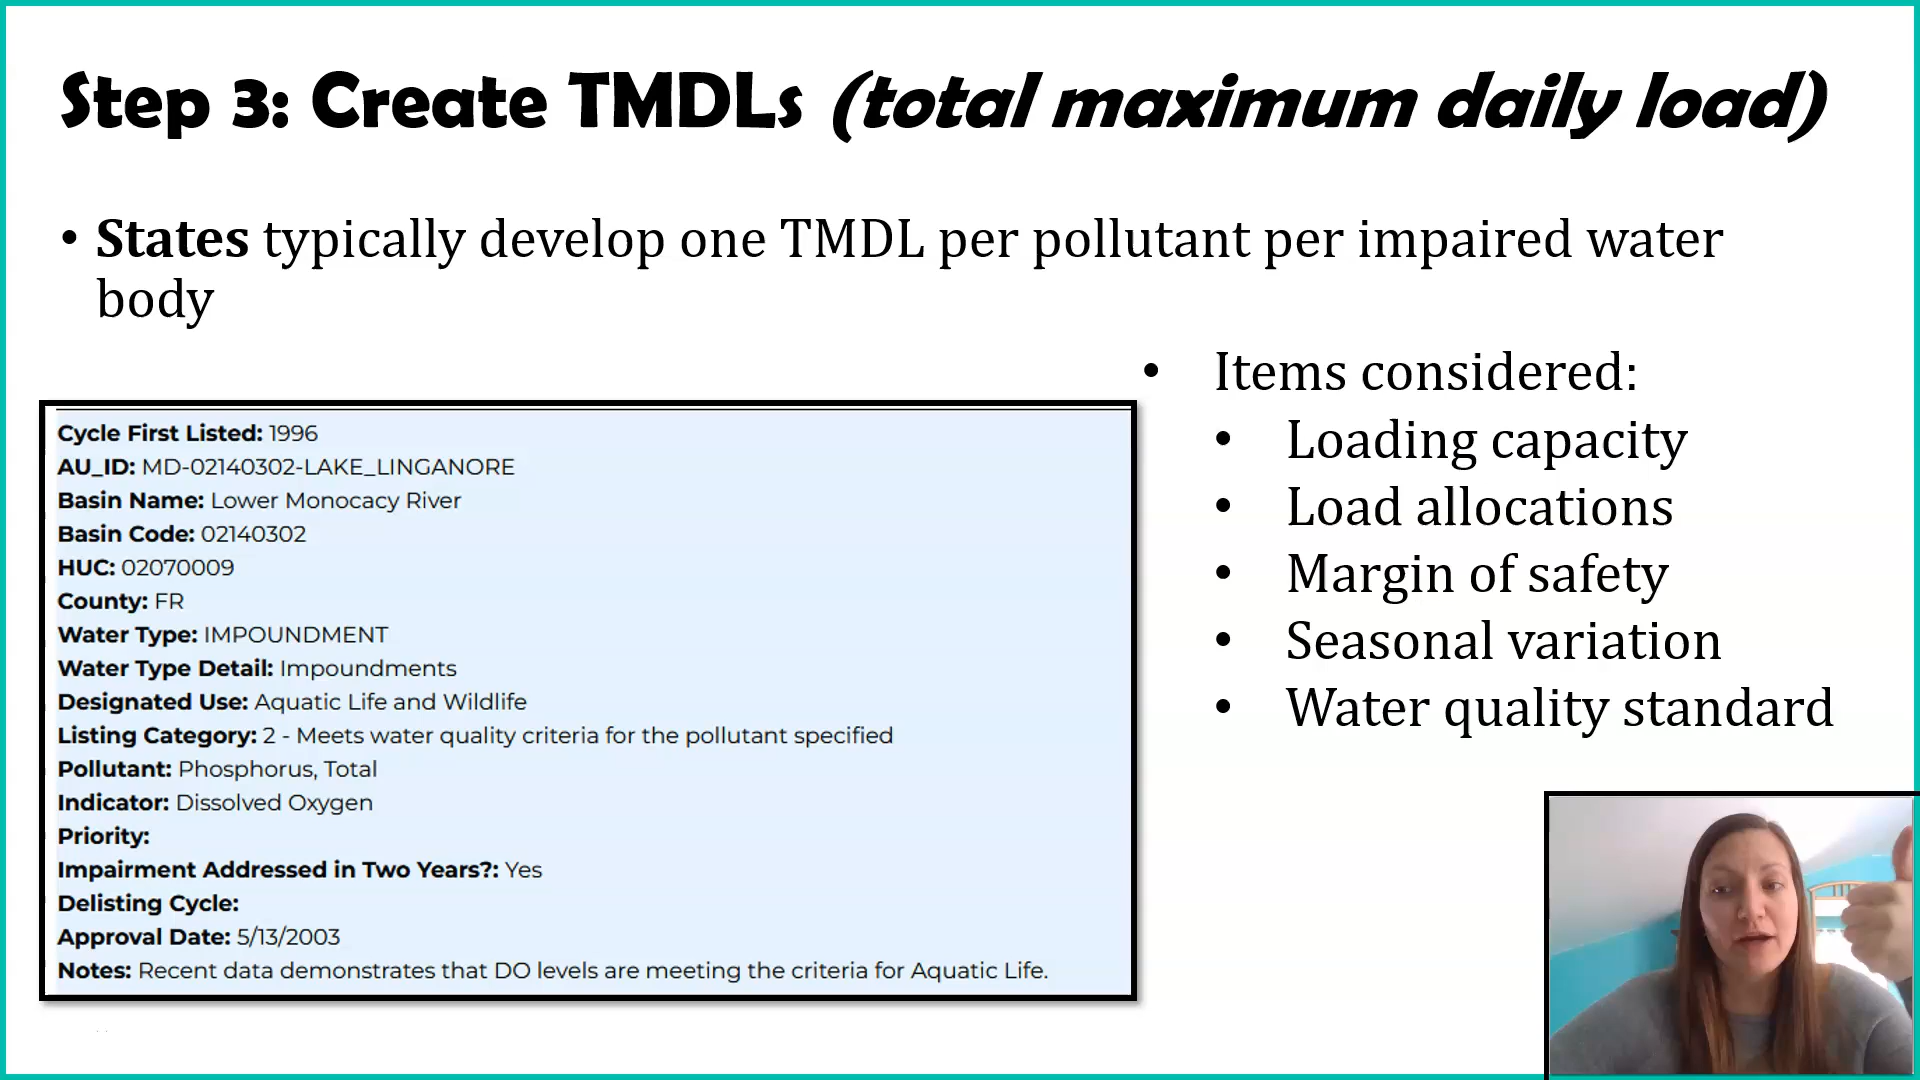 Step 3: Create TMDLs (total maximum daily load)
• States typically develop one TMDL per pollutant per impaired water
body
Cycle First Listed: 1996
AU_ID: MD-02140302-LAKE_LINGANORE
Basin Name: Lower Monocacy River
Basin Code: 02140302
HUC: 02070009
County: FR
Water Type: IMPOUNDMENT
Water Type Detail: Impoundments
Designated Use: Aquatic Life and Wildlife
Listing Category: 2 - Meets water quality criteria for the pollutant specified
Pollutant: Phosphorus, Total
Indicator: Dissolved Oxygen
Priority:
Impairment Addressed in Two Years?: Yes
Delisting Cycle:
Approval Date: 5/13/2003
Notes: Recent data demonstrates that DO levels are meeting the criteria for Aquatic Life.
• Items considered:
• Loading capacity
• Load allocations
• Margin of safety
• Seasonal variation
• Water quality standard